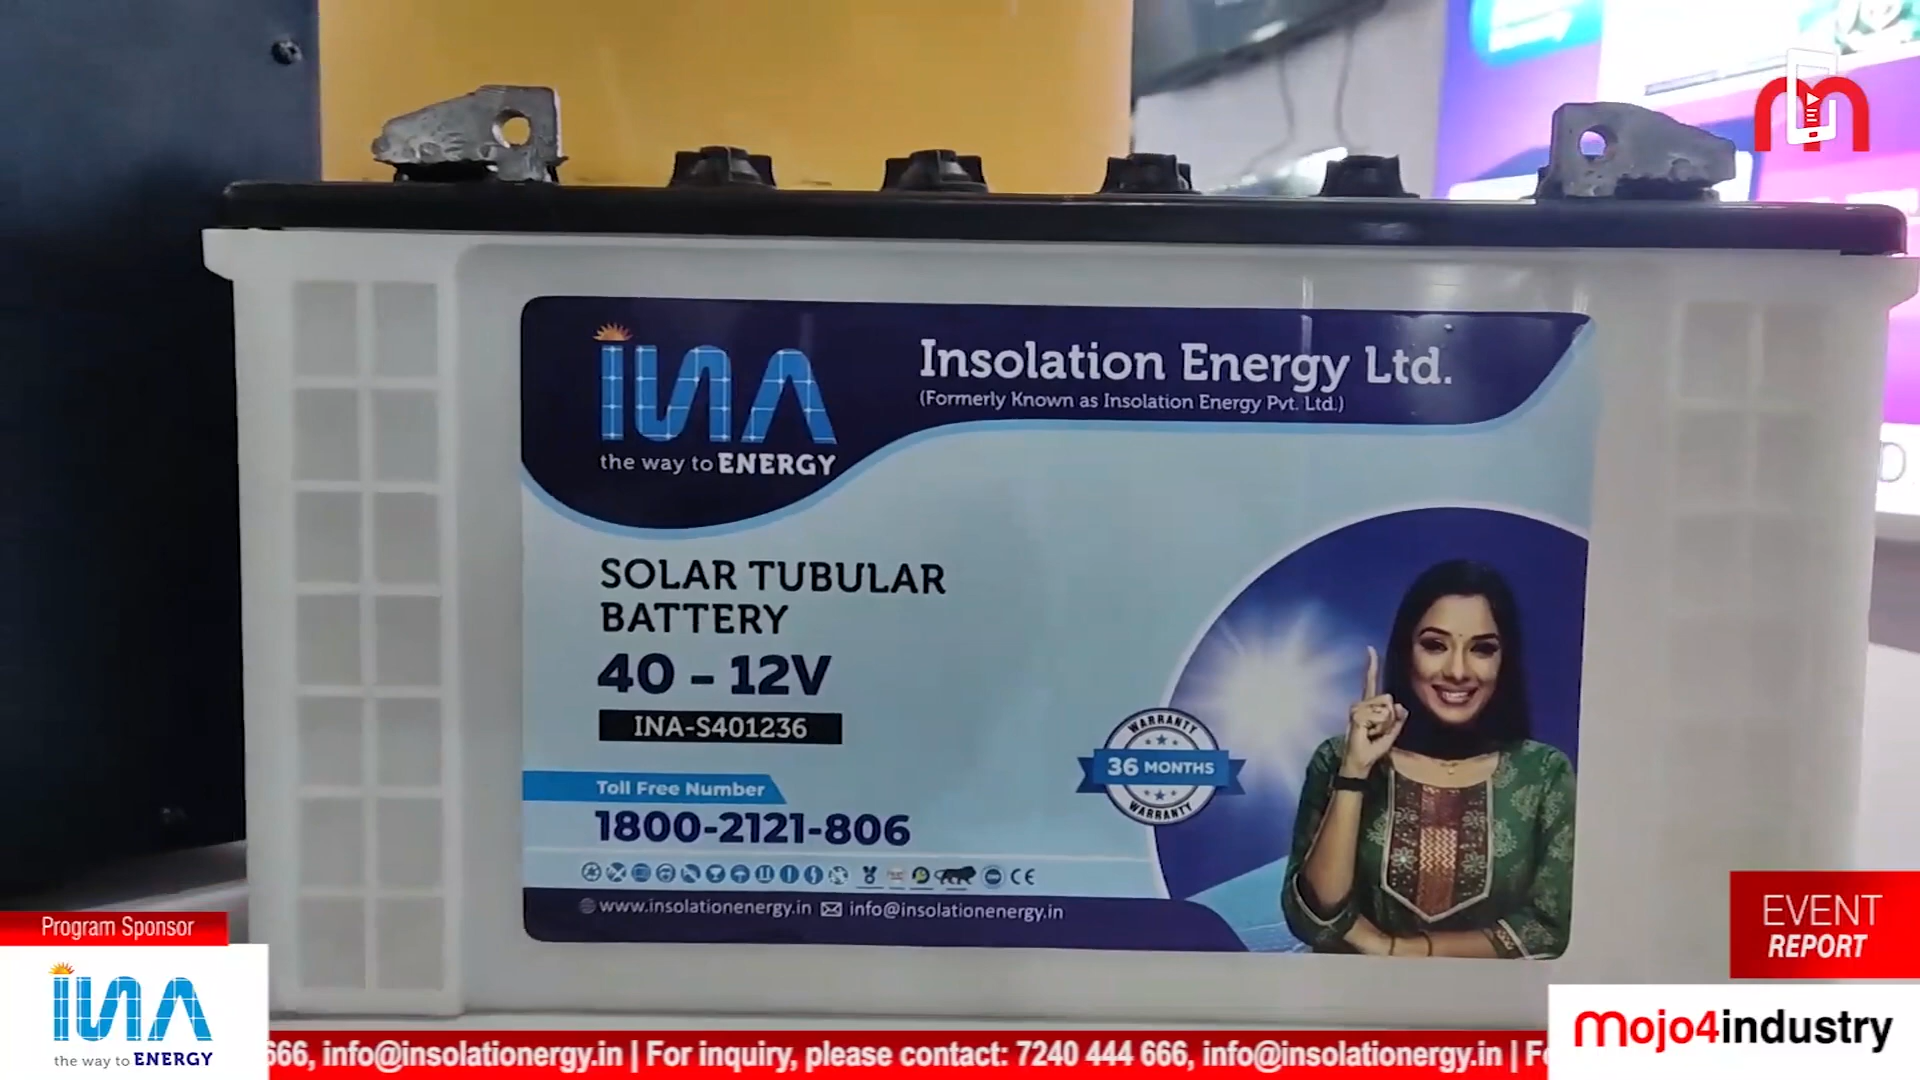 INA
the way to ENERGY
Insolation Energy Ltd.
(Formerly Known as Insolation Energy Pvt. Ltd.)
SOLAR TUBULAR
BATTERY
40 - 12V
INA-S401236
Toll Free Number
1800-2121-806
WARRANTY
36 MONTHS
WARRANTY
CE
www.insolationenergy.in info@insolationenergy.in
Program Sponsor
INA
the way to ENERGY
EVENT
REPORT
mojo4industry
666, info@insolationergy.in | For inquiry, please contact: 7240 444 666, info@insolationergy.in | Fo